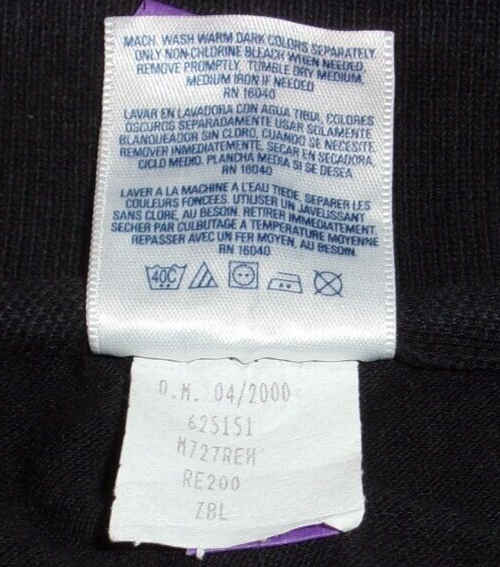 MACH. WASH WARM DARK COLORS SEPARATELY.
ONLY NON-CHLORINE BLEACH WHEN NEEDED.
REMOVE PROMPTLY, TUMBLE DRY MEDIUM,
MEDIUM IRON IF NEEDED
RN 16040
LAVAR EN LAVADORA CON AGUA TIBIA, COLORES
OSCUROS SEPARADAMENTE USAR SOLAMENTE
BLANQUEADOR SIN CLORO, CUANDO SE NECESITE.
REMOVER INMEDIATEMENTE, SECAR EN SECADORA,
CICLO MEDIO. PLANCHA MEDIA SI SE DESEA
RN 16040
LAVER A LA MACHINE A L'EAU TIEDE, SEPARER LES
COULEURS FONCEES. UTILISER UN JAVELISSANT
SANS CLORE, AU BESOIN. RETIRER IMMEDIATEMENT.
SECHER PAR CULBUTAGE A TEMPERATURE MOYENNE
REPASSER AVEC UN FER MOYEN, AU BESOIN.
RN 16040
40C
D.M. 04/2000
625151
M727REH
RE200
ZBL